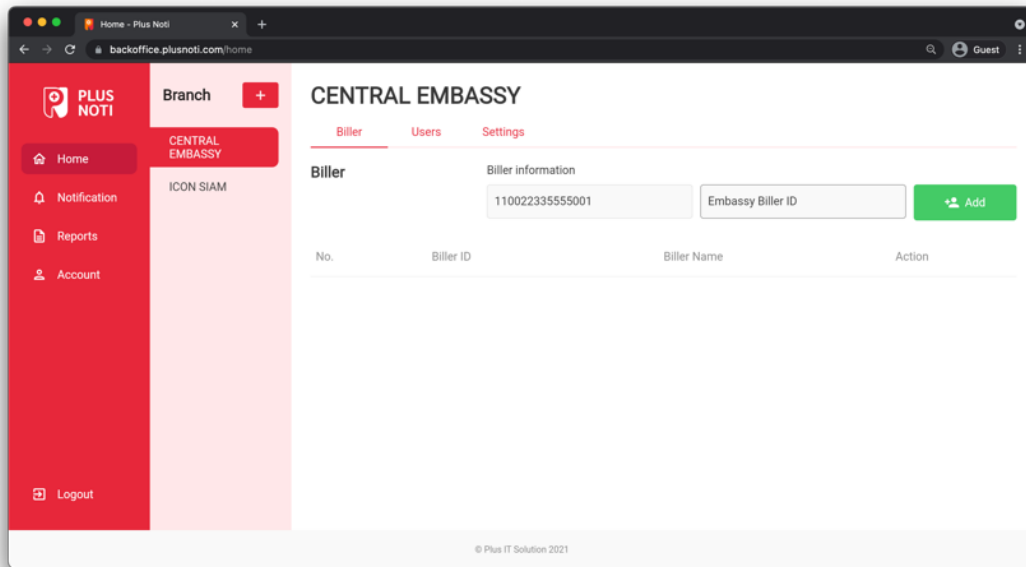 Home - Plus Noti
backoffice.plusnoti.com/home
Guest
PLUS
NOTI
Home
Notification
Reports
Account
Logout
Branch
+
CENTRAL
EMBASSY
ICON SIAM
CENTRAL EMBASSY
Biller Users Settings
Biller
Biller information
110022335555001
Embassy Biller ID
Add
No. Biller ID Biller Name Action
© Plus IT Solution 2021